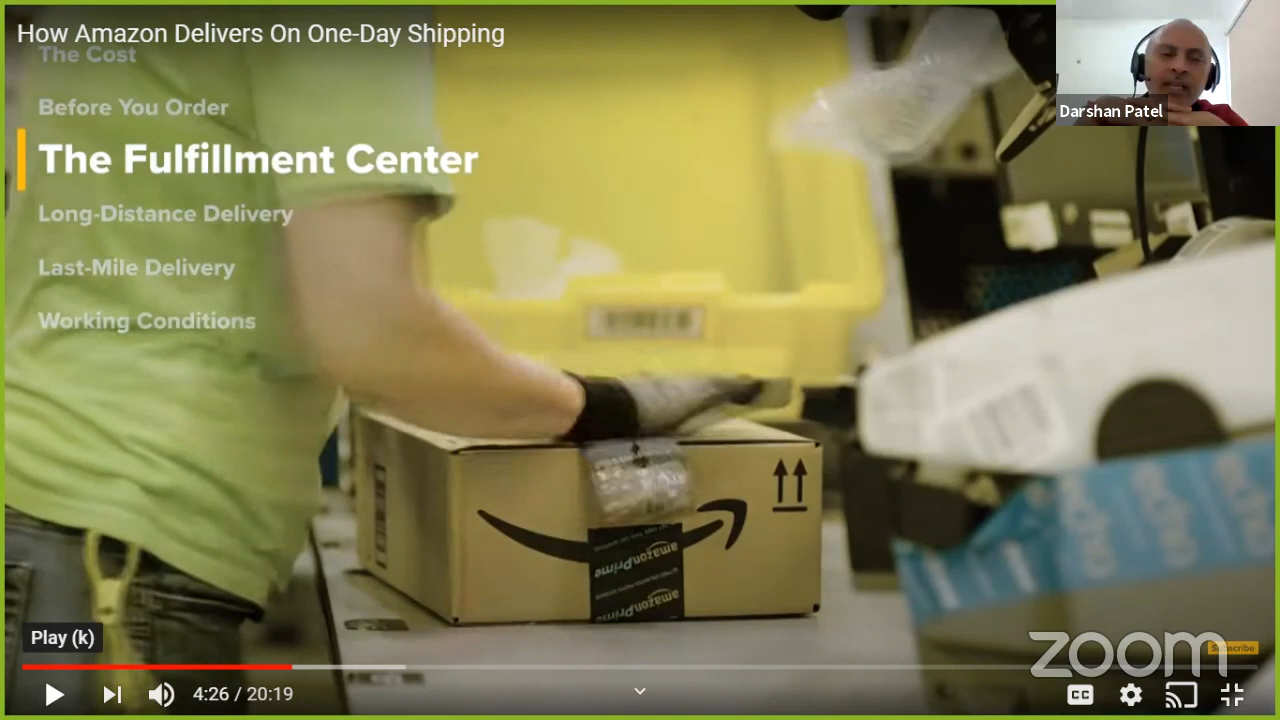 How Amazon Delivers On One-Day Shipping
The Cost
Before You Order
The Fulfillment Center
Long-Distance Delivery
Last-Mile Delivery
Working Conditions
Darshan Patel
amazonPrime
amazonPrime
Play (k)
zoom
Subscribe
4:26 / 20:19
CC